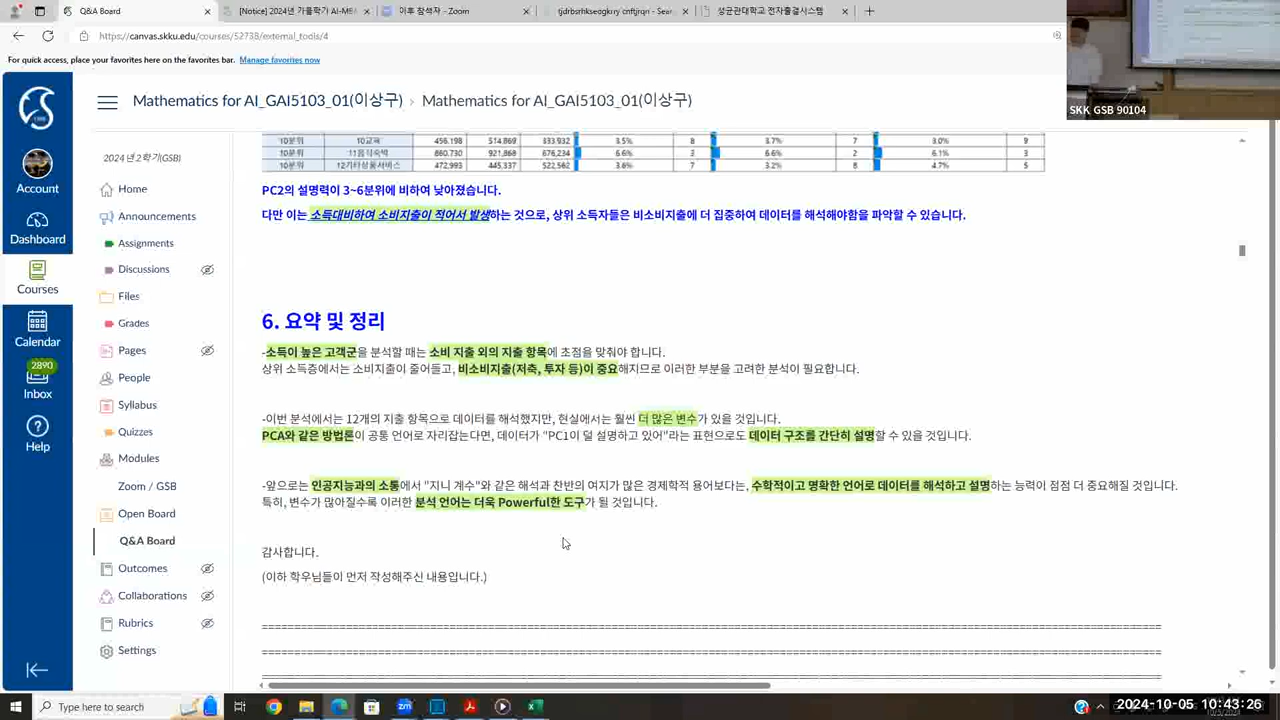 Q&A Board
[Notice] 2024년 가을학기 AI-MB
이후 참석자 - Zoom
성균관대학교 전자출결시스템
https://canvas.skku.edu/courses/52738/external_tools/4
For quick access, place your favorites here on the favorites bar. Manage favorites now
SKK GSB 90104
Mathematics for AI_GAI5103_01(이상구) › Mathematics for AI_GAI5103_01(이상구)
Account
Dashboard
Courses
Calendar
2890
Inbox
Help
2024년 2학기(GSB)
Home
Announcements
Assignments
Discussions
Files
Grades
Pages
People
Syllabus
Quizzes
Modules
Zoom / GSB
Open Board
Q&A Board
Outcomes
Collaborations
Rubrics
Settings
10분위 10교육 456,198 514,869 333,932 3.5% 8 3.7% 7 3.0% 9
10분위 11음식숙박 860,730 921,868 676,234 6.6% 3 6.6% 2 6.1% 3
10분위 12기타상품서비스 472,993 445,337 522,562 3.6% 7 3.2% 8 4.7% 5
PC2의 설명력이 3~6분위에 비하여 낮아졌습니다.
다만 이는 소득대비하여 소비지출이 적어서 발생하는 것으로, 상위 소득자들은 비소비지출에 더 집중하여 데이터를 해석해야함을 파악할 수 있습니다.
6. 요약 및 정리
-소득이 높은 고객군을 분석할 때는 소비 지출 외의 지출 항목에 초점을 맞춰야 합니다.
상위 소득층에서는 소비지출이 줄어들고, 비소비지출(저축, 투자 등)이 중요해지므로 이러한 부분을 고려한 분석이 필요합니다.
-이번 분석에서는 12개의 지출 항목으로 데이터를 해석했지만, 현실에서는 훨씬 더 많은 변수가 있을 것입니다.
PCA와 같은 방법론이 공통 언어로 자리잡는다면, 데이터가 "PC1이 덜 설명하고 있어"라는 표현으로도 데이터 구조를 간단히 설명할 수 있을 것입니다.
-앞으로는 인공지능과의 소통에서 "지니 계수"와 같은 해석과 찬반의 여지가 많은 경제학적 용어보다는, 수학적이고 명확한 언어로 데이터를 해석하고 설명하는 능력이 점점 더 중요해질 것입니다.
특히, 변수가 많아질수록 이러한 분석 언어는 더욱 Powerful한 도구가 될 것입니다.
감사합니다.
(이하 학우님들이 먼저 작성해주신 내용입니다.)
Type here to search
2024-10-05 10:43:26